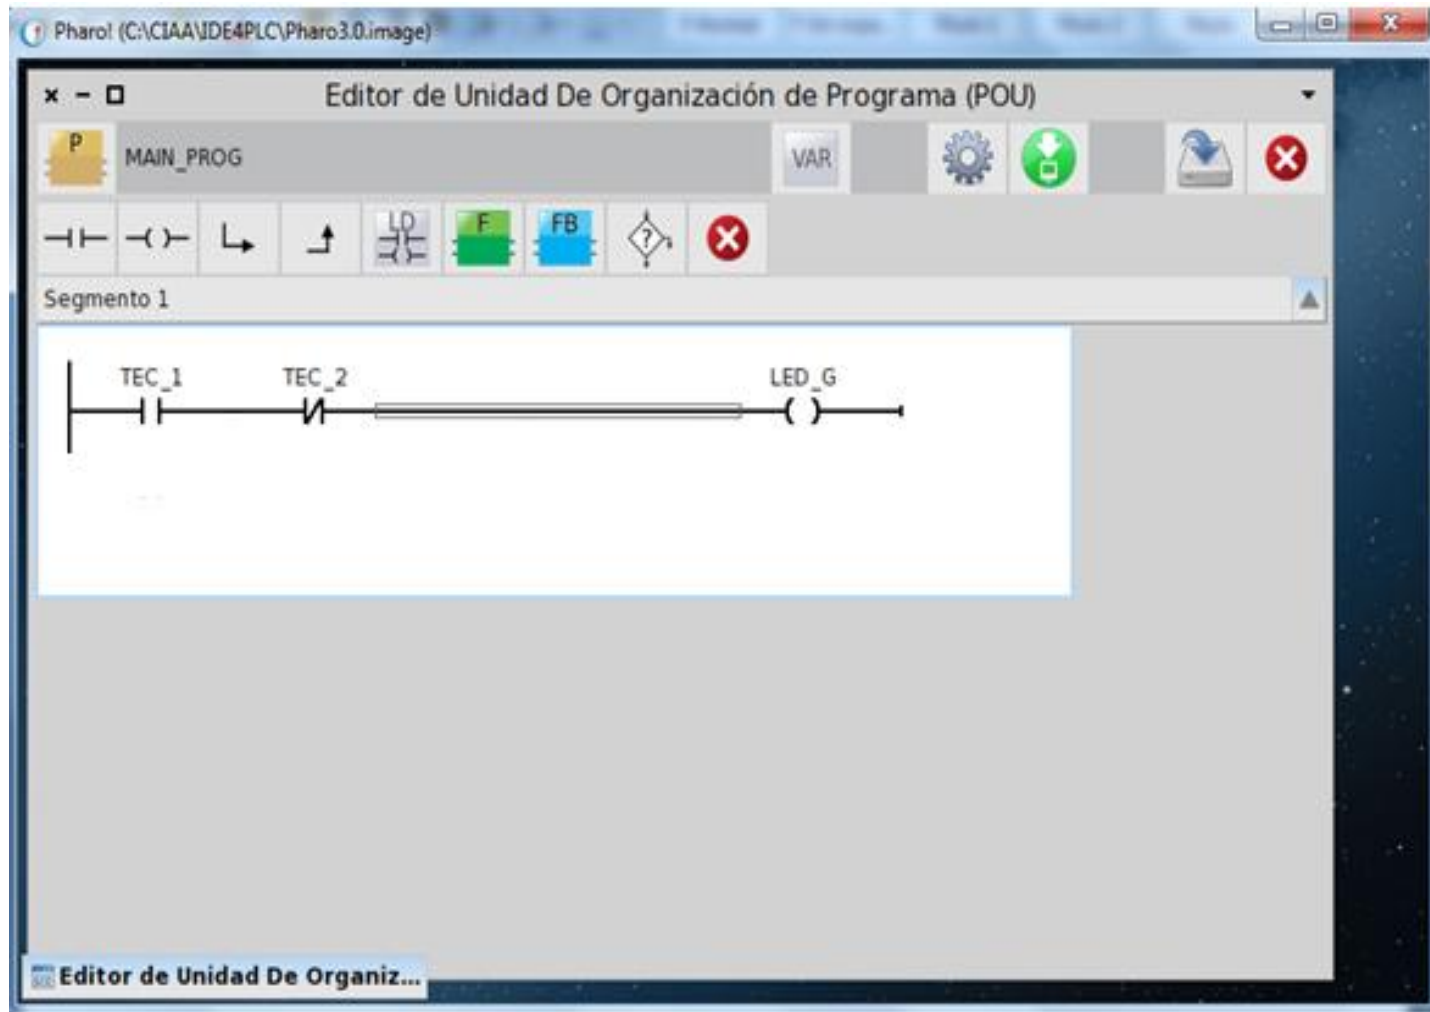 Pharo! (C:\CIAA\IDE4PLC\Pharo3.0.image)
Editor de Unidad De Organización de Programa (POU)
P MAIN_PROG VAR
LD F FB ?
Segmento 1
TEC_1 TEC_2 LED_G
Editor de Unidad De Organiz...